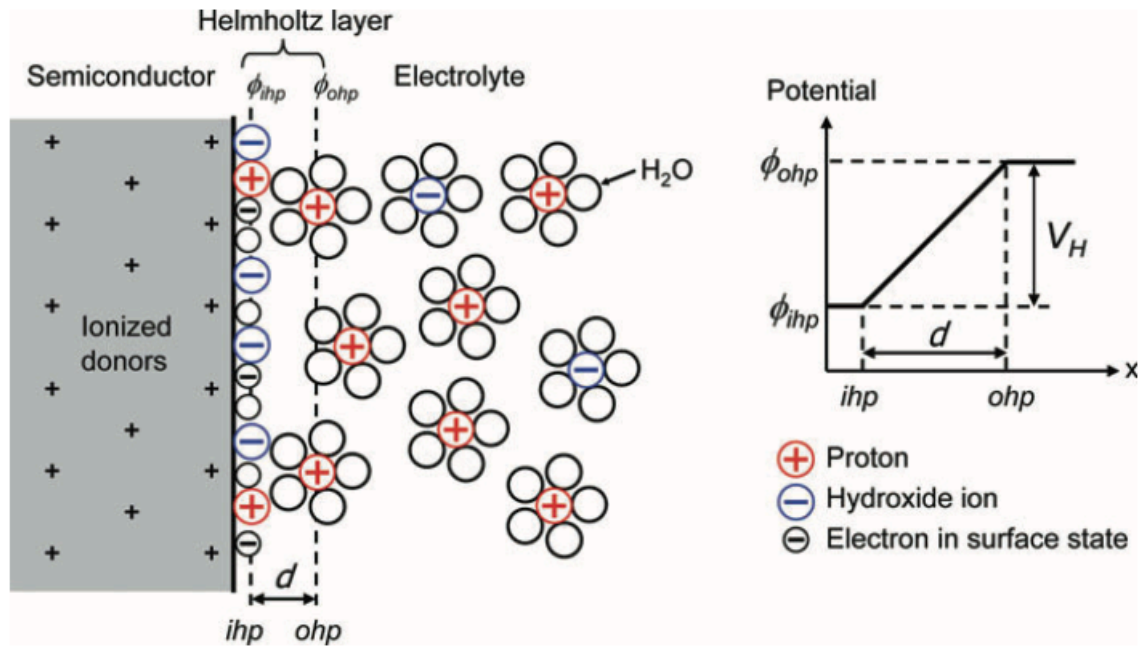 Helmholtz layer
Semiconductor
ϕihp
ϕohp
Electrolyte
H₂O
Ionized
donors
d
ihp
ohp
Potential
ϕohp
VH
ϕihp
d
x
ihp
ohp
Proton
Hydroxide ion
Electron in surface state